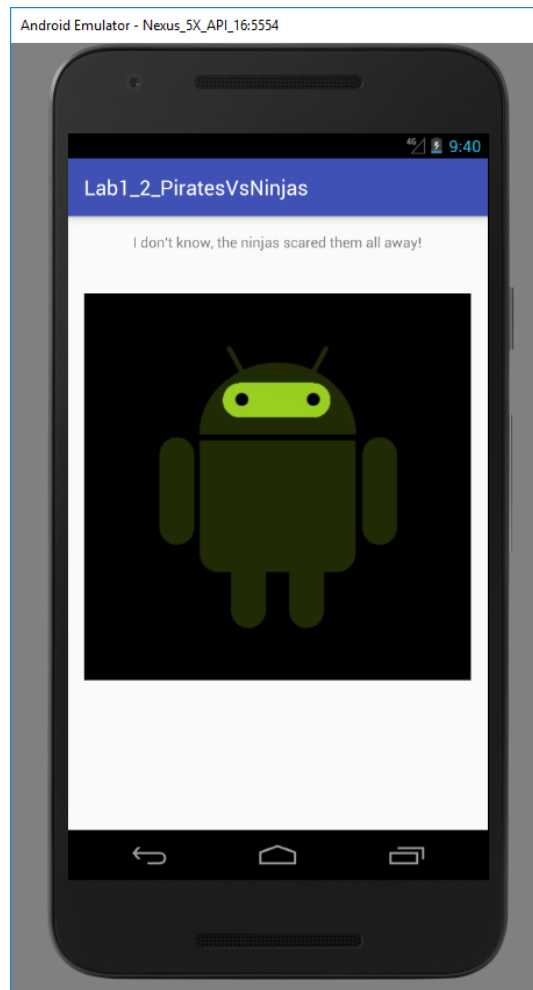 Android Emulator - Nexus_5X_API_16:5554
4G 9:40
Lab1_2_PiratesVsNinjas
I don't know, the ninjas scared them all away!